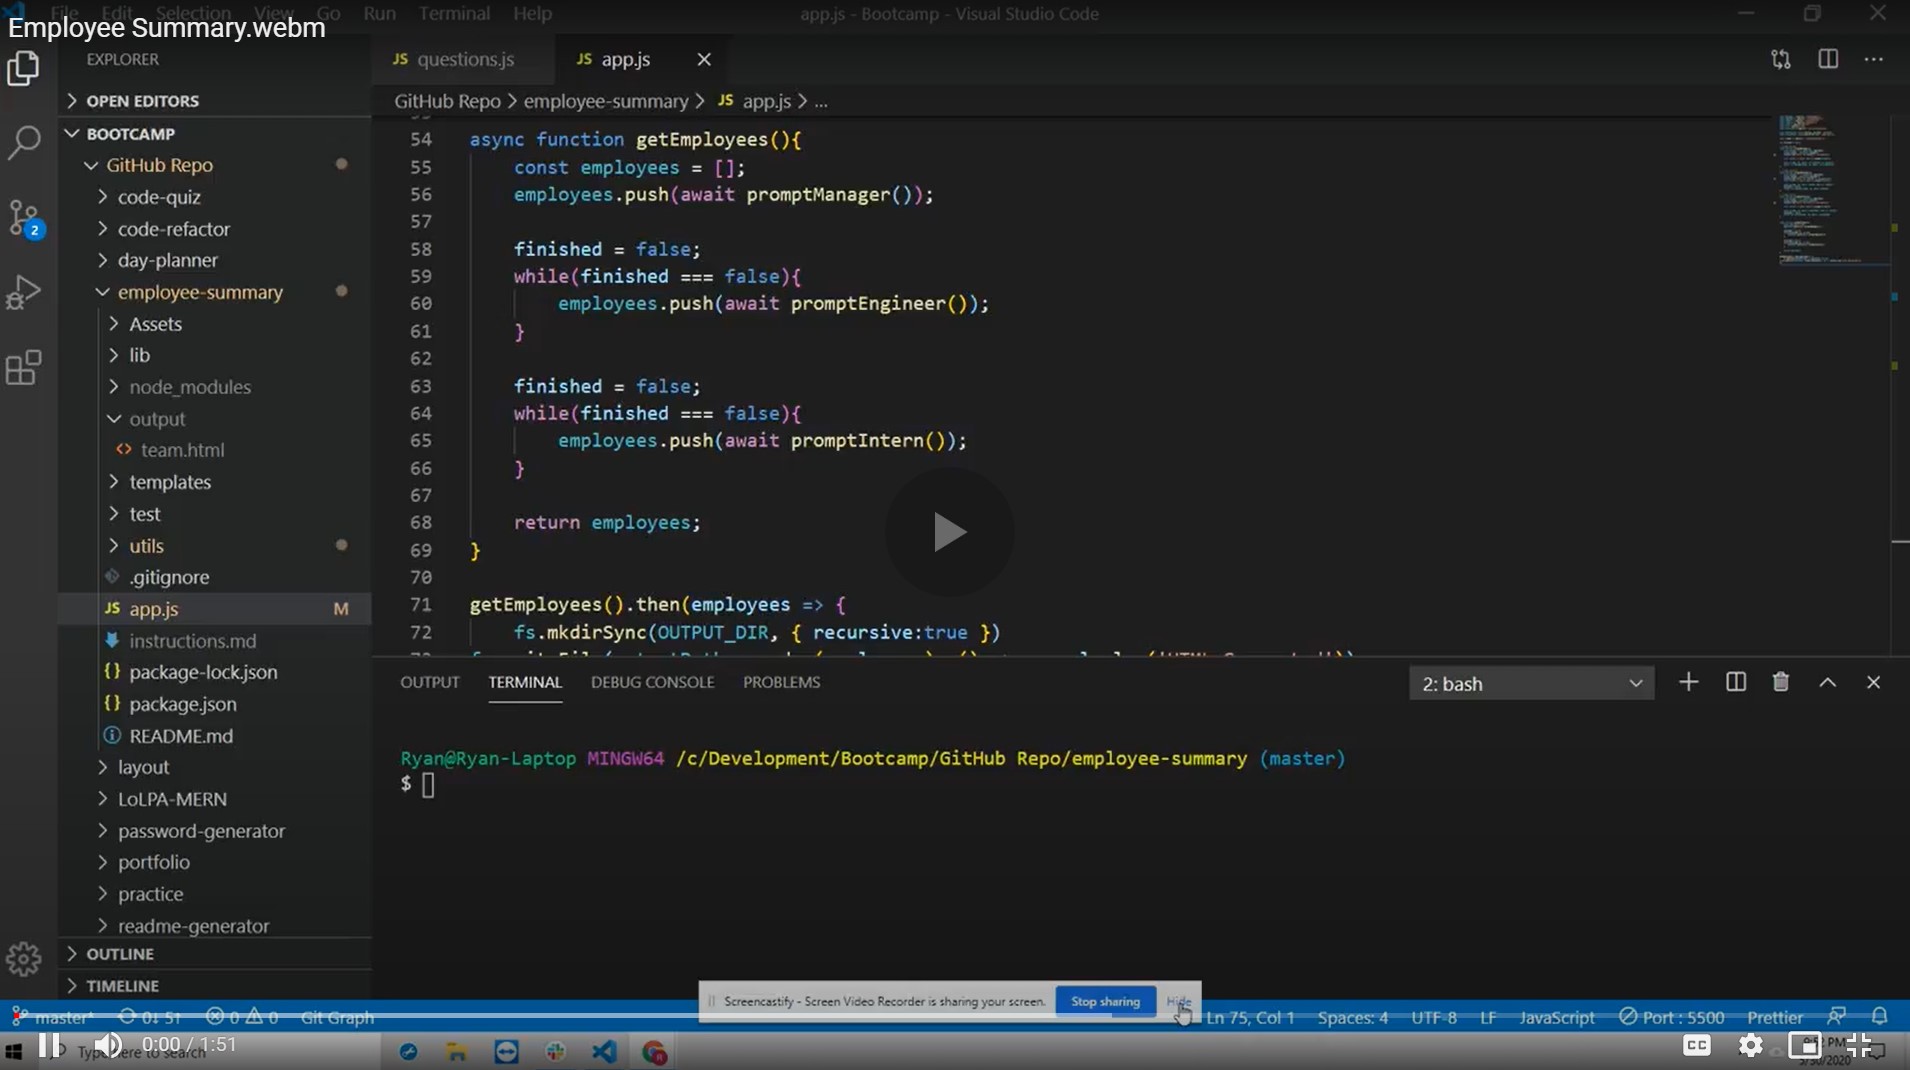 File Edit Selection View Go Run Terminal Help app.js - Bootcamp - Visual Studio Code
Employee Summary.webm
EXPLORER
OPEN EDITORS
BOOTCAMP
GitHub Repo
code-quiz
code-refactor
day-planner
employee-summary
Assets
lib
node_modules
output
team.html
templates
test
utils
.gitignore
JS app.js M
instructions.md
{} package-lock.json
{} package.json
README.md
layout
LoLPA-MERN
password-generator
portfolio
practice
readme-generator
OUTLINE
TIMELINE
2
JS questions.js JS app.js
GitHub Repo > employee-summary > JS app.js > ...
54 async function getEmployees(){
55 const employees = [];
56 employees.push(await promptManager());
57
58 finished = false;
59 while(finished === false){
60 employees.push(await promptEngineer());
61 }
62
63 finished = false;
64 while(finished === false){
65 employees.push(await promptIntern());
66 }
67
68 return employees;
69 }
70
71 getEmployees().then(employees => {
72 fs.mkdirSync(OUTPUT_DIR, { recursive:true })
OUTPUT TERMINAL DEBUG CONSOLE PROBLEMS 2: bash
Ryan@Ryan-Laptop MINGW64 /c/Development/Bootcamp/GitHub Repo/employee-summary (master)
$
Screencastify - Screen Video Recorder is sharing your screen. Stop sharing Hide
master* 0↓ 5↑ 0 0 Git Graph Ln 75, Col 1 Spaces: 4 UTF-8 LF JavaScript Port : 5500 Prettier
Type here to search
0:00 / 1:51
CC